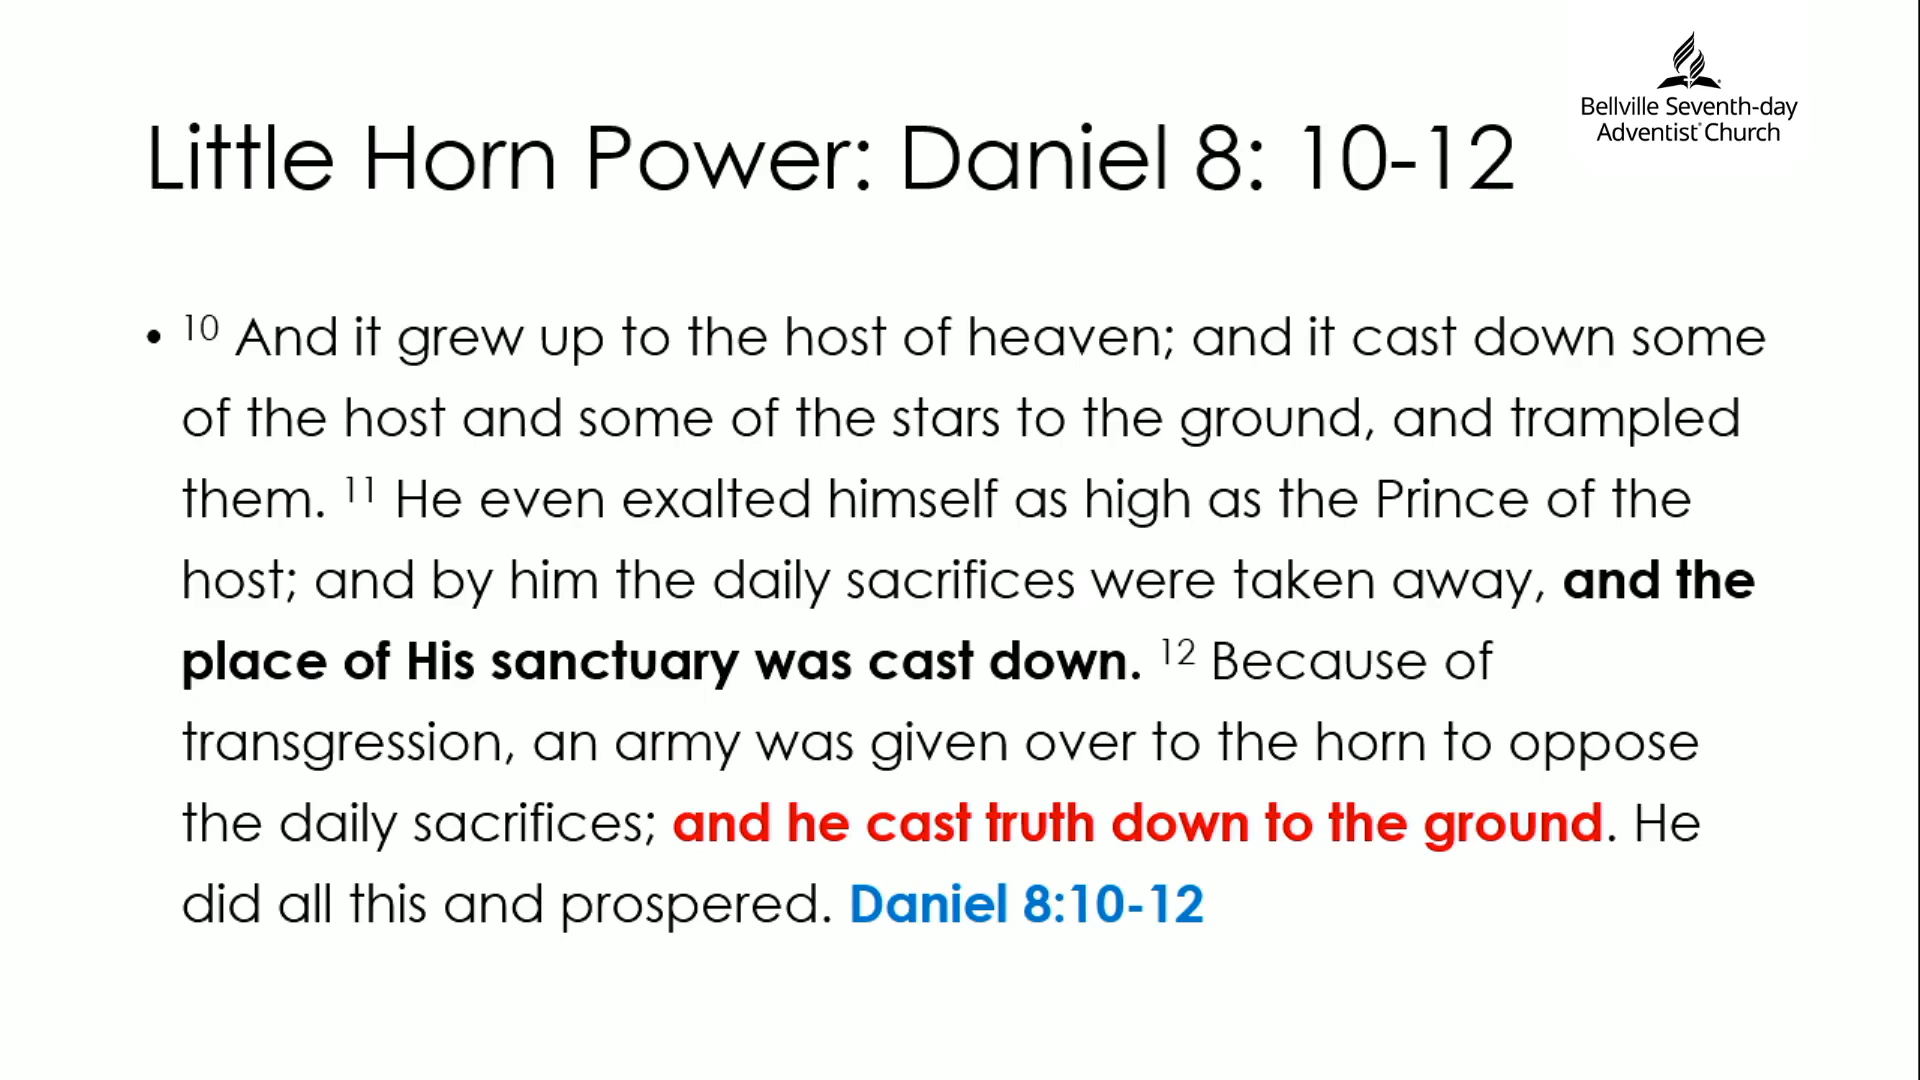 Bellville Seventh-day
Adventist Church
Little Horn Power: Daniel 8: 10-12
• 10 And it grew up to the host of heaven; and it cast down some
of the host and some of the stars to the ground, and trampled
them. 11 He even exalted himself as high as the Prince of the
host; and by him the daily sacrifices were taken away, and the
place of His sanctuary was cast down. 12 Because of
transgression, an army was given over to the horn to oppose
the daily sacrifices; and he cast truth down to the ground. He
did all this and prospered. Daniel 8:10-12